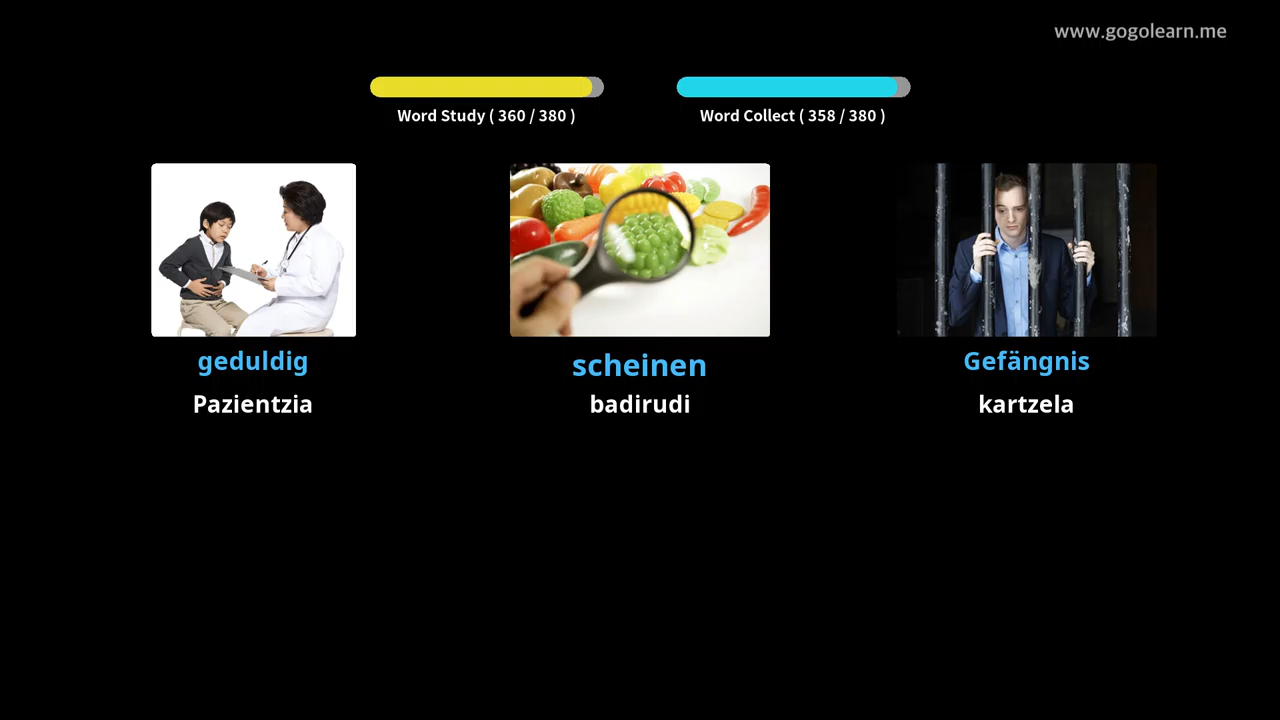 www.gogolearn.me
Word Study ( 360 / 380 )
Word Collect ( 358 / 380 )
geduldig
scheinen
Gefängnis
Pazientzia
badirudi
kartzela